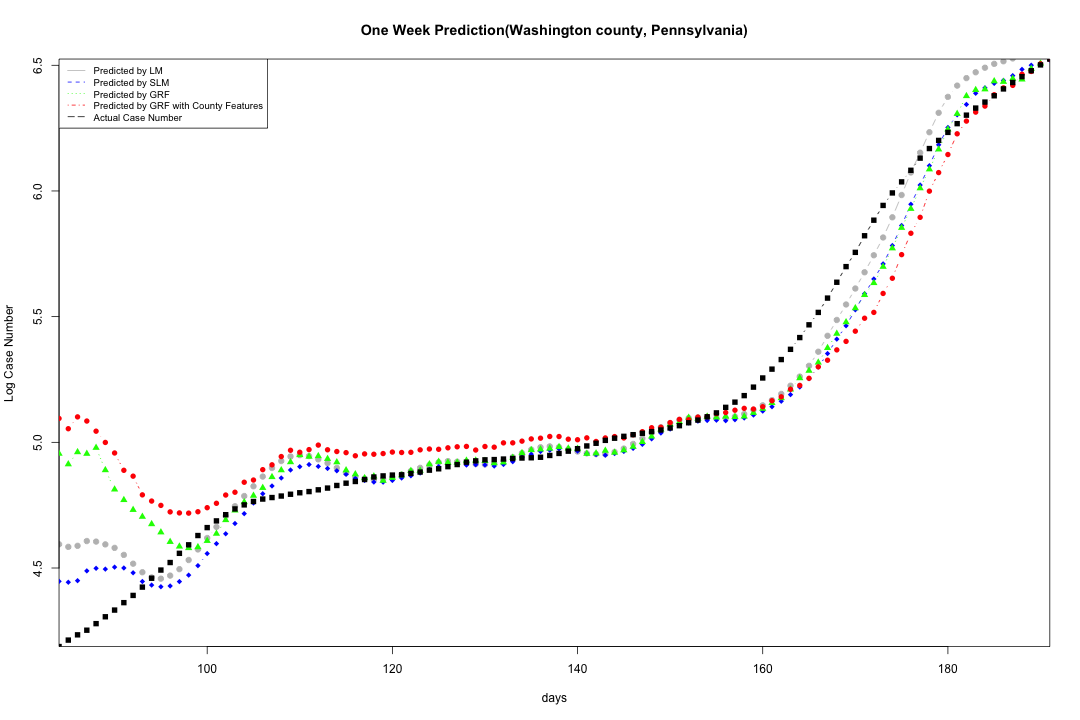 One Week Prediction(Washington county, Pennsylvania)
Predicted by LM
Predicted by SLM
Predicted by GRF
Predicted by GRF with County Features
Actual Case Number
6.5
6.0
5.5
5.0
4.5
Log Case Number
100 120 140 160 180
days